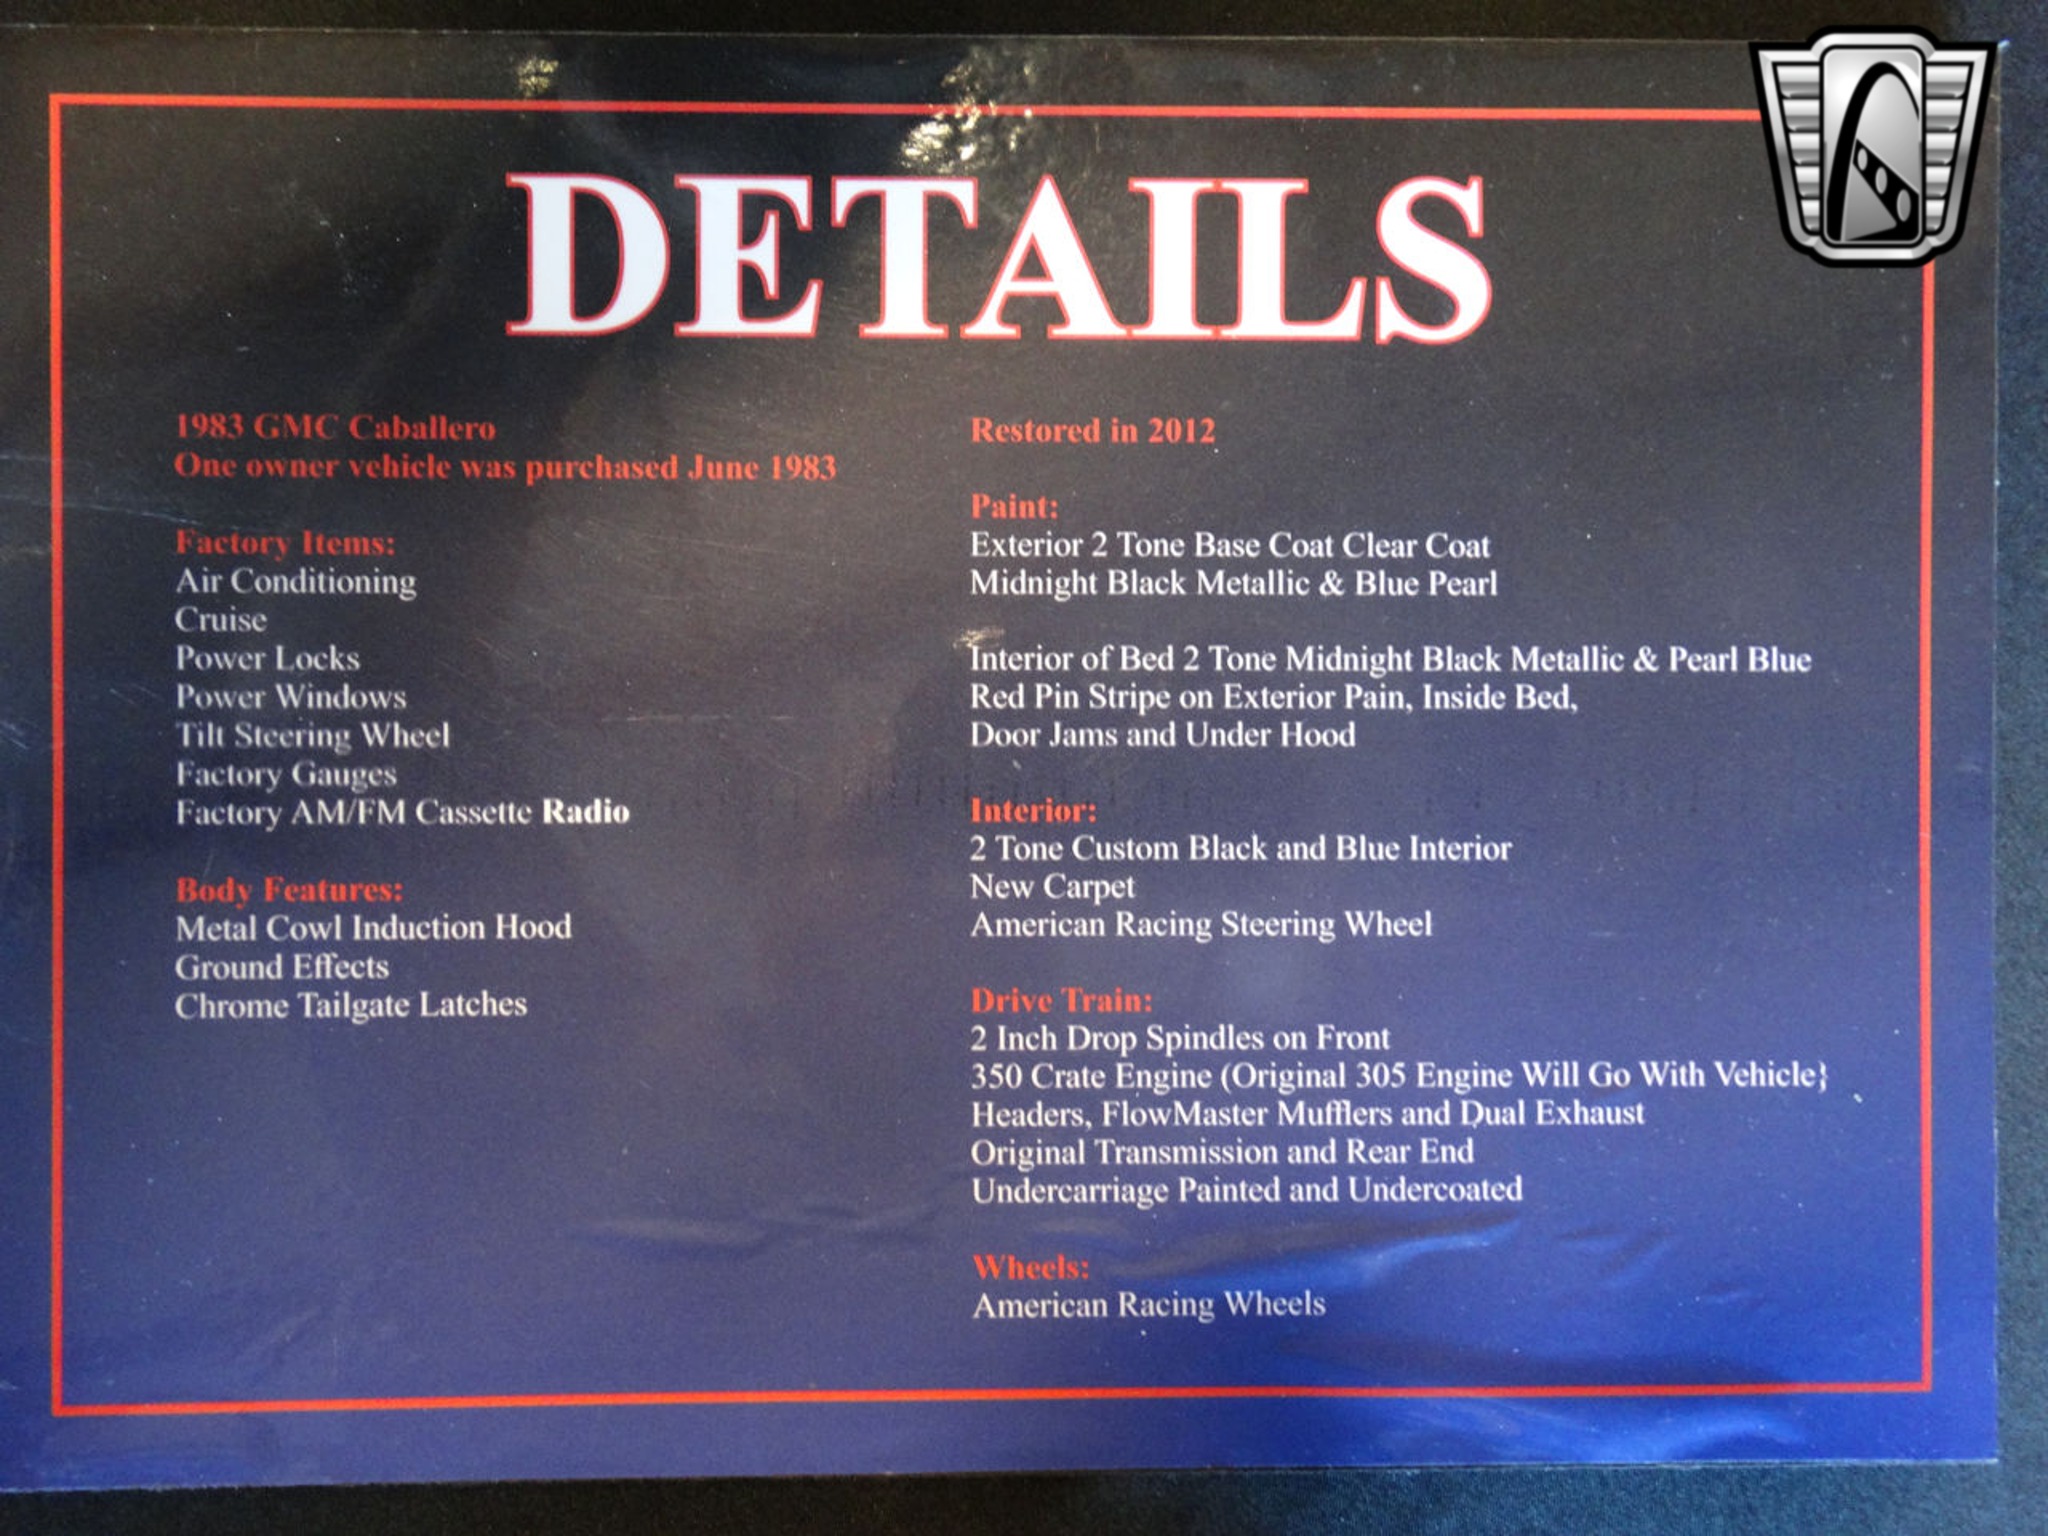 DETAILS
1983 GMC Caballero
One owner vehicle was purchased June 1983
Factory Items:
Air Conditioning
Cruise
Power Locks
Power Windows
Tilt Steering Wheel
Factory Gauges
Factory AM/FM Cassette Radio
Body Features:
Metal Cowl Induction Hood
Ground Effects
Chrome Tailgate Latches
Restored in 2012
Paint:
Exterior 2 Tone Base Coat Clear Coat
Midnight Black Metallic & Blue Pearl
Interior of Bed 2 Tone Midnight Black Metallic & Pearl Blue
Red Pin Stripe on Exterior Pain, Inside Bed,
Door Jams and Under Hood
Interior:
2 Tone Custom Black and Blue Interior
New Carpet
American Racing Steering Wheel
Drive Train:
2 Inch Drop Spindles on Front
350 Crate Engine (Original 305 Engine Will Go With Vehicle}
Headers, FlowMaster Mufflers and Dual Exhaust
Original Transmission and Rear End
Undercarriage Painted and Undercoated
Wheels:
American Racing Wheels